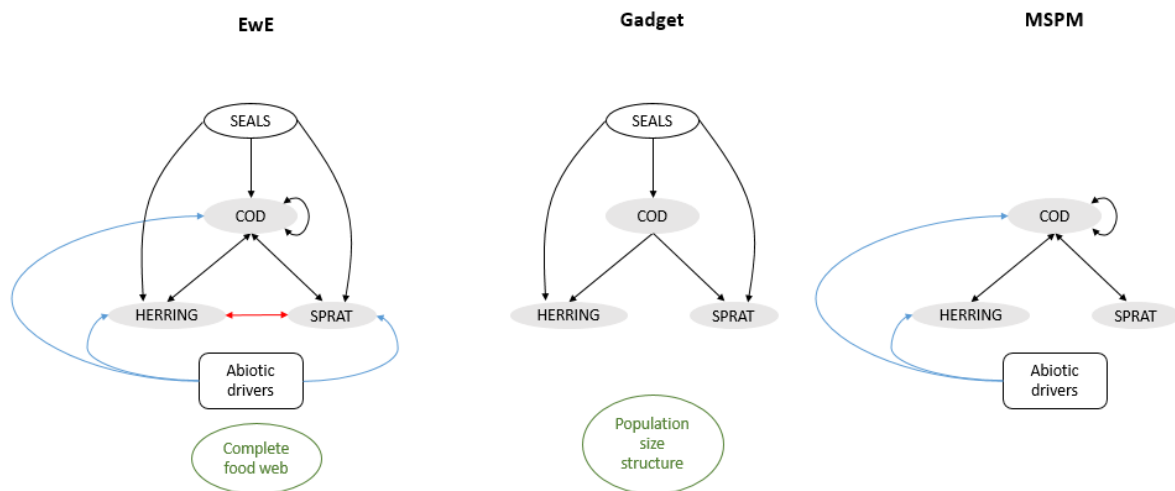 EwE
SEALS
COD
HERRING
SPRAT
Abiotic
drivers
Complete
food web
Gadget
SEALS
COD
HERRING
SPRAT
Population
size
structure
MSPM
COD
HERRING
SPRAT
Abiotic
drivers